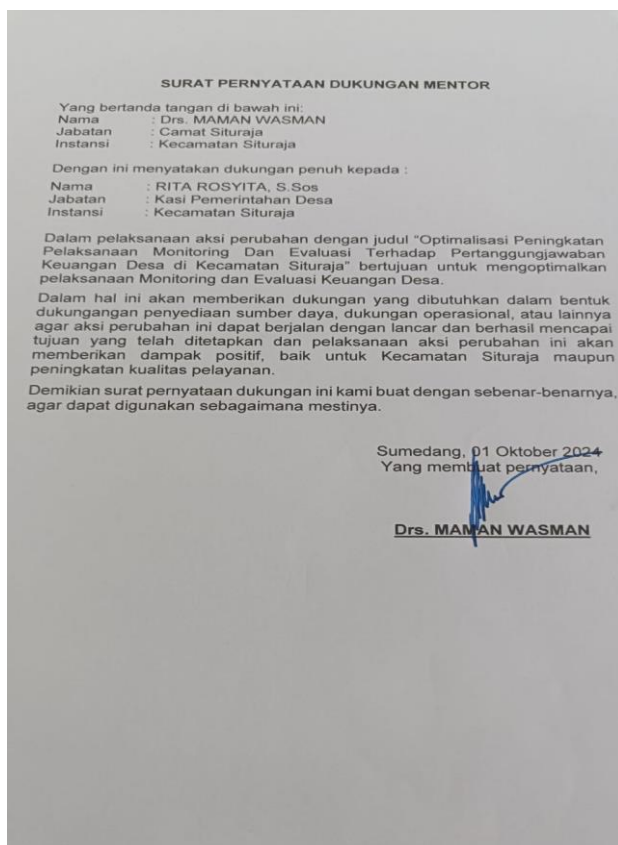 SURAT PERNYATAAN DUKUNGAN MENTOR
Yang bertanda tangan di bawah ini:
Nama : Drs. MAMAN WASMAN
Jabatan : Camat Situraja
Instansi : Kecamatan Situraja
Dengan ini menyatakan dukungan penuh kepada :
Nama : RITA ROSYITA, S.Sos
Jabatan : Kasi Pemerintahan Desa
Instansi : Kecamatan Situraja
Dalam pelaksanaan aksi perubahan dengan judul "Optimalisasi Peningkatan
Pelaksanaan Monitoring Dan Evaluasi Terhadap Pertanggungjawaban
Keuangan Desa di Kecamatan Situraja" bertujuan untuk mengoptimalkan
pelaksanaan Monitoring dan Evaluasi Keuangan Desa.
Dalam hal ini akan memberikan dukungan yang dibutuhkan dalam bentuk
dukungangan penyediaan sumber daya, dukungan operasional, atau lainnya
agar aksi perubahan ini dapat berjalan dengan lancar dan berhasil mencapai
tujuan yang telah ditetapkan dan pelaksanaan aksi perubahan ini akan
memberikan dampak positif, baik untuk Kecamatan Situraja maupun
peningkatan kualitas pelayanan.
Demikian surat pernyataan dukungan ini kami buat dengan sebenar-benarnya,
agar dapat digunakan sebagaimana mestinya.
Sumedang, 01 Oktober 2024
Yang membuat pernyataan,
Drs. MAMAN WASMAN